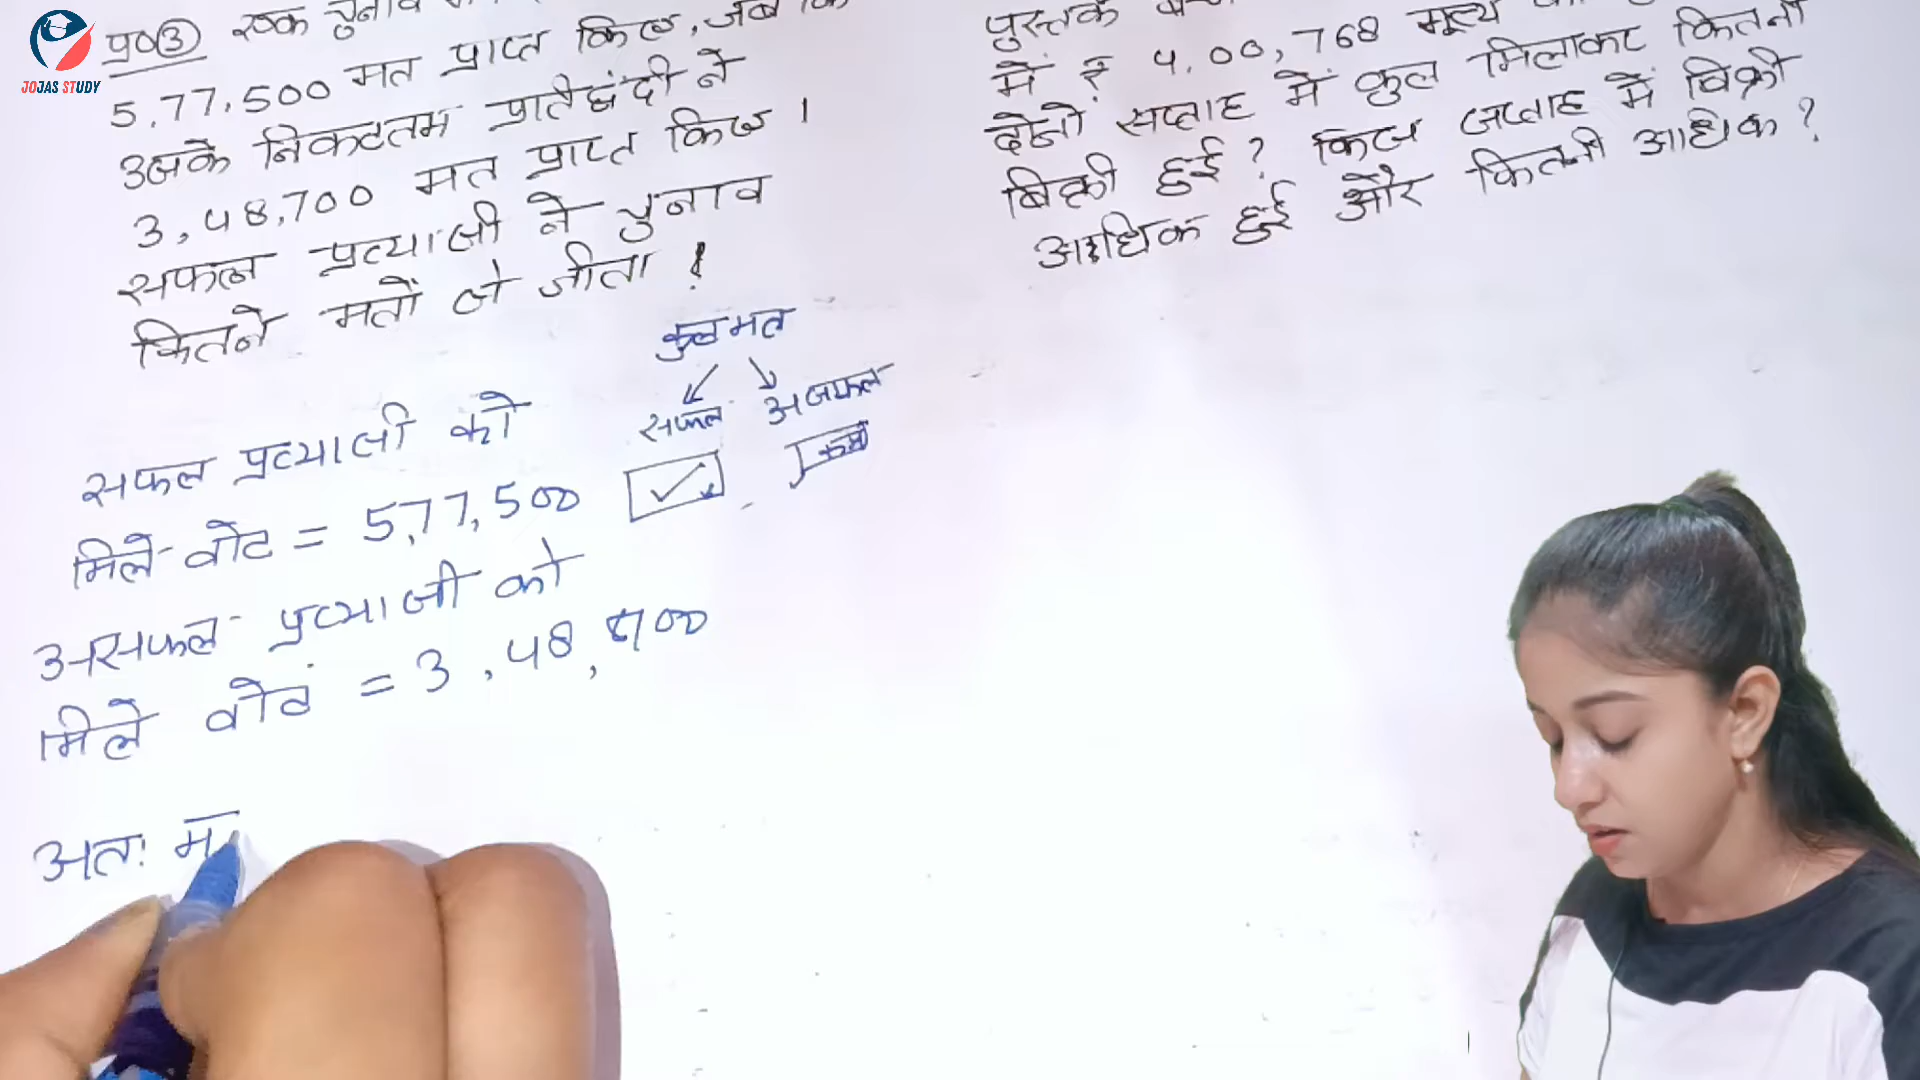 JOJAS STUDY
प्र०③ एक चुनाव
5,77,500 मत प्राप्त किए, जब कि
उसके निकटतम प्रतिद्वंदी ने
3,48,700 मत प्राप्त किए ।
सफल प्रत्याशी ने चुनाव
कितने मतों से जीता ?
कुल मत
सफल असफल
सफल प्रत्याशी को
मिले वोट = 5,77,500
असफल प्रत्याशी को
मिले वोट = 3,48,700
अतः म
पुस्तकें
में ₹ 4,00,768 मूल्य
दोनों सप्ताह में कुल मिलाकर कितनी
बिक्री हुई ? किस सप्ताह में बिक्री
अधिक हुई और कितनी अधिक ?